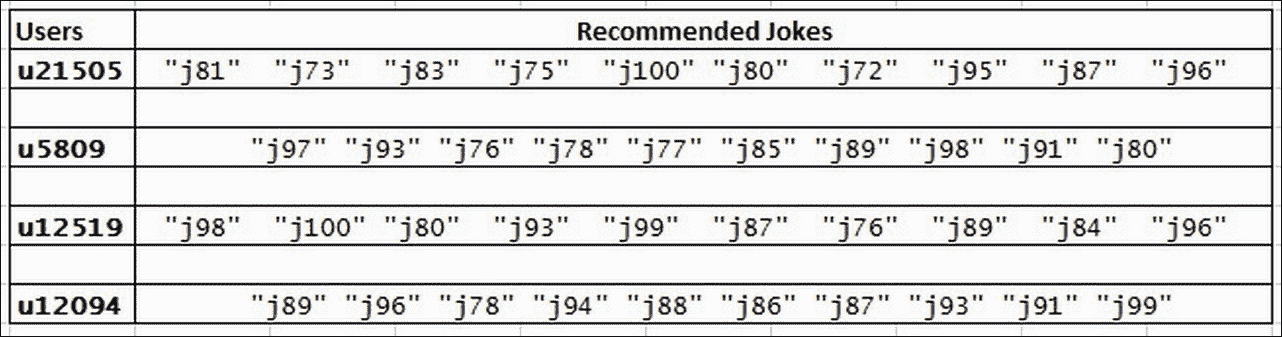 Users Recommended Jokes
u21505 "j81" "j73" "j83" "j75" "j100" "j80" "j72" "j95" "j87" "j96"
u5809 "j97" "j93" "j76" "j78" "j77" "j85" "j89" "j98" "j91" "j80"
u12519 "j98" "j100" "j80" "j93" "j99" "j87" "j76" "j89" "j84" "j96"
u12094 "j89" "j96" "j78" "j94" "j88" "j86" "j87" "j93" "j91" "j99"